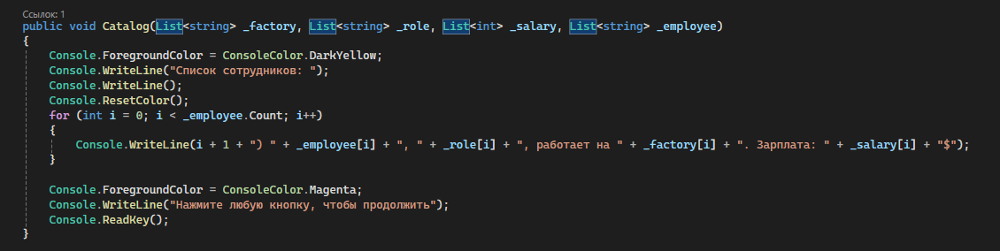 Ссылок: 1
public void Catalog(List<string> _factory, List<string> _role, List<int> _salary, List<string> _employee)
{
    Console.ForegroundColor = ConsoleColor.DarkYellow;
    Console.WriteLine("Список сотрудников: ");
    Console.WriteLine();
    Console.ResetColor();
    for (int i = 0; i < _employee.Count; i++)
    {
        Console.WriteLine(i + 1 + ") " + _employee[i] + ", " + _role[i] + ", работает на " + _factory[i] + ". Зарплата: " + _salary[i] + "$");
    }

    Console.ForegroundColor = ConsoleColor.Magenta;
    Console.WriteLine("Нажмите любую кнопку, чтобы продолжить");
    Console.ReadKey();
}